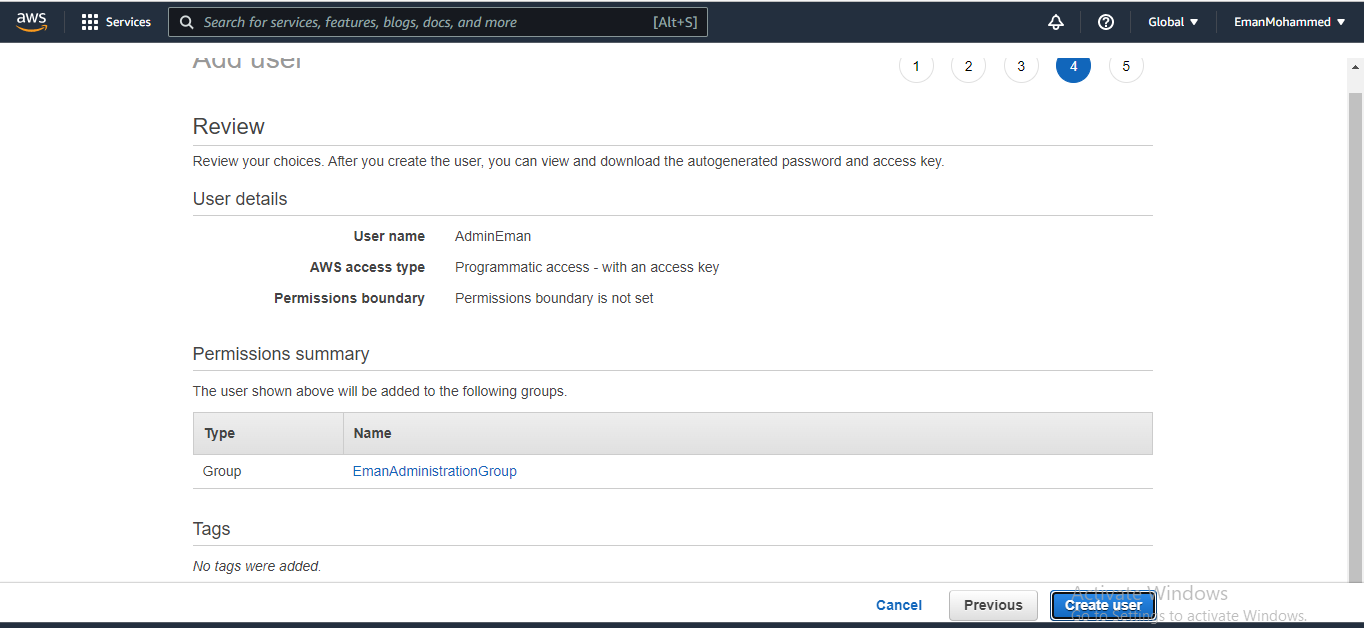 aws Services Search for services, features, blogs, docs, and more [Alt+S] Global ▼ EmanMohammed ▼
Add user 1 2 3 4 5
Review
Review your choices. After you create the user, you can view and download the autogenerated password and access key.
User details
User name AdminEman
AWS access type Programmatic access - with an access key
Permissions boundary Permissions boundary is not set
Permissions summary
The user shown above will be added to the following groups.
Type Name
Group EmanAdministrationGroup
Tags
No tags were added.
Activate Windows
Cancel Previous Create user
Go to Settings to activate Windows.